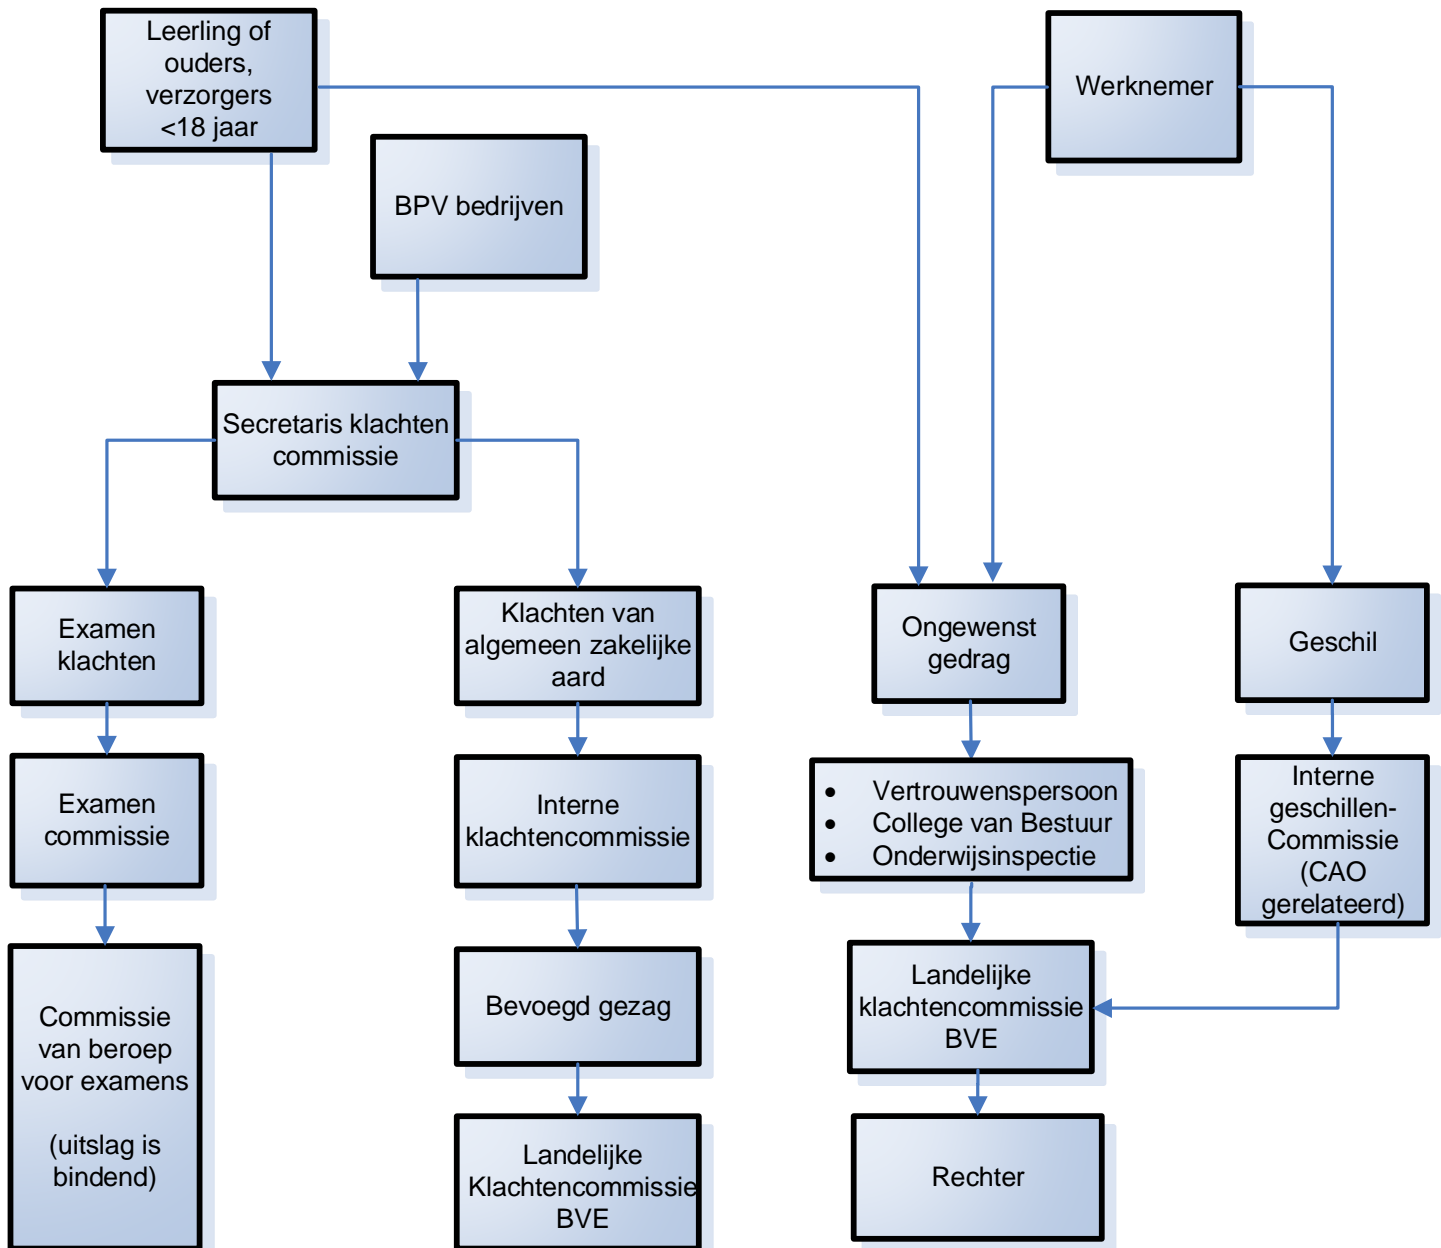 Leerling of
ouders,
verzorgers
<18 jaar
Werknemer
BPV bedrijven
Secretaris klachten
commissie
Examen
klachten
Klachten van
algemeen zakelijke
aard
Ongewenst
gedrag
Geschil
Examen
commissie
Interne
klachtencommissie
• Vertrouwenspersoon
• College van Bestuur
• Onderwijsinspectie
Interne
geschillen-
Commissie
(CAO
gerelateerd)
Commissie
van beroep
voor examens
(uitslag is
bindend)
Bevoegd gezag
Landelijke
klachtencommissie
BVE
Landelijke
Klachtencommissie
BVE
Rechter